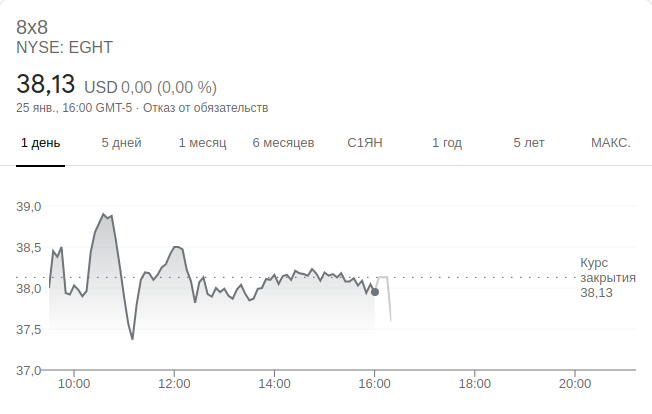 8x8
NYSE: EGHT
38,13 USD 0,00 (0,00 %)
25 янв., 16:00 GMT-5 · Отказ от обязательств
1 день 5 дней 1 месяц 6 месяцев С1ЯН 1 год 5 лет МАКС.
39,0
38,5
38,0
37,5
37,0
Курс
закрытия
38,13
10:00 12:00 14:00 16:00 18:00 20:00